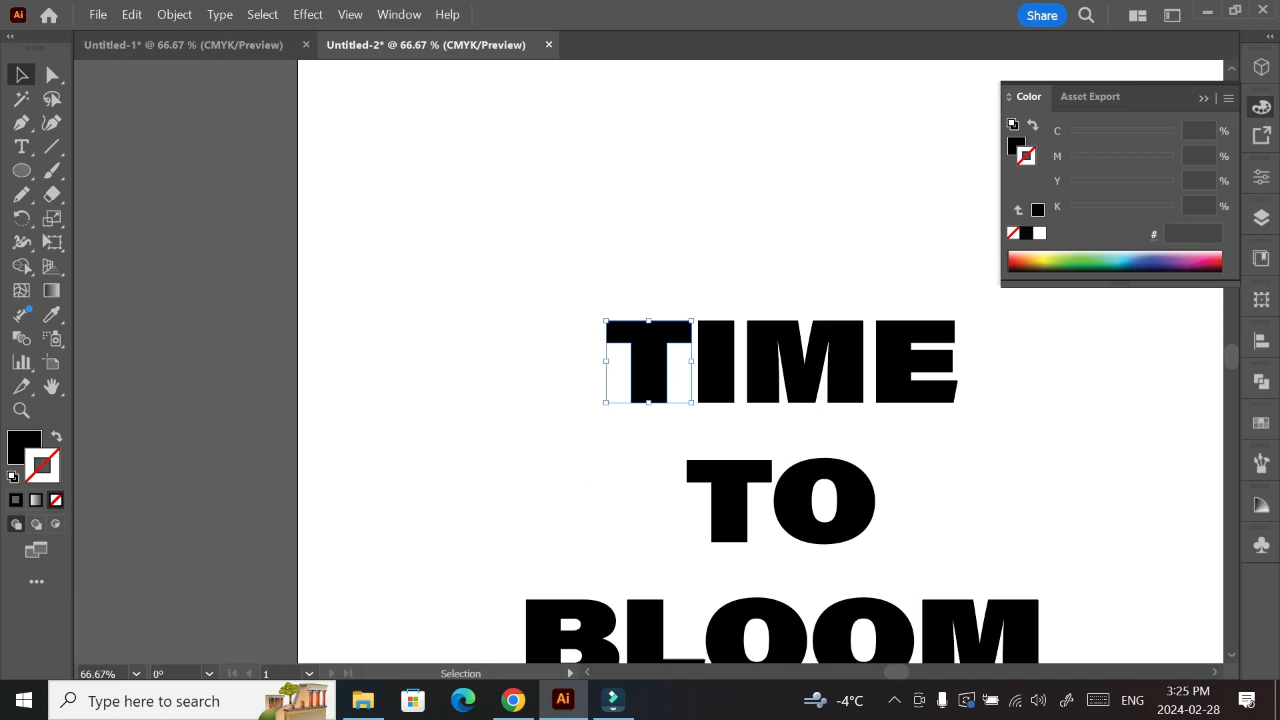 Ai File Edit Object Type Select Effect View Window Help Share
Untitled-1* @ 66.67 % (CMYK/Preview) × Untitled-2* @ 66.67 % (CMYK/Preview) ×
Color Asset Export
C %
M %
Y %
K %
#
TIME
TO
BLOOM
66.67% 0° 1 Selection
Type here to search Ai -4°C ENG 3:25 PM
2024-02-28